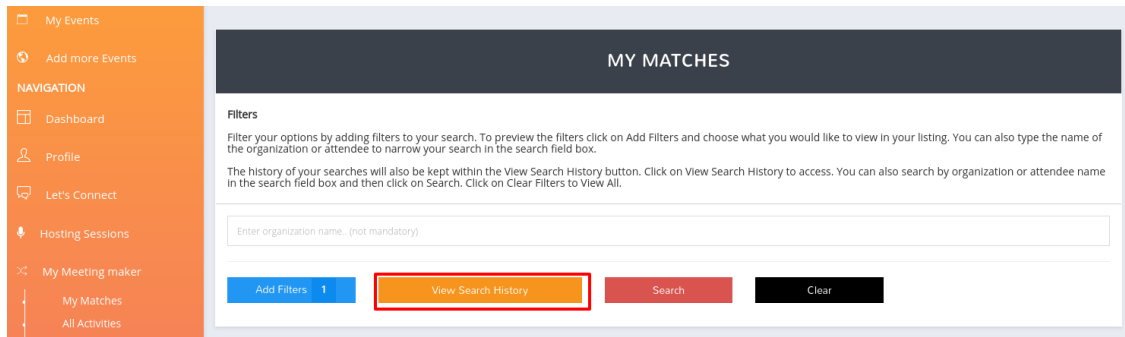 My Events
Add more Events
NAVIGATION
Dashboard
Profile
Let's Connect
Hosting Sessions
My Meeting maker
My Matches
All Activities
MY MATCHES
Filters
Filter your options by adding filters to your search. To preview the filters click on Add Filters and choose what you would like to view in your listing. You can also type the name of
the organization or attendee to narrow your search in the search field box.
The history of your searches will also be kept within the View Search History button. Click on View Search History to access. You can also search by organization or attendee name
in the search field box and then click on Search. Click on Clear Filters to View All.
Enter organization name.. (not mandatory)
Add Filters 1
View Search History
Search
Clear